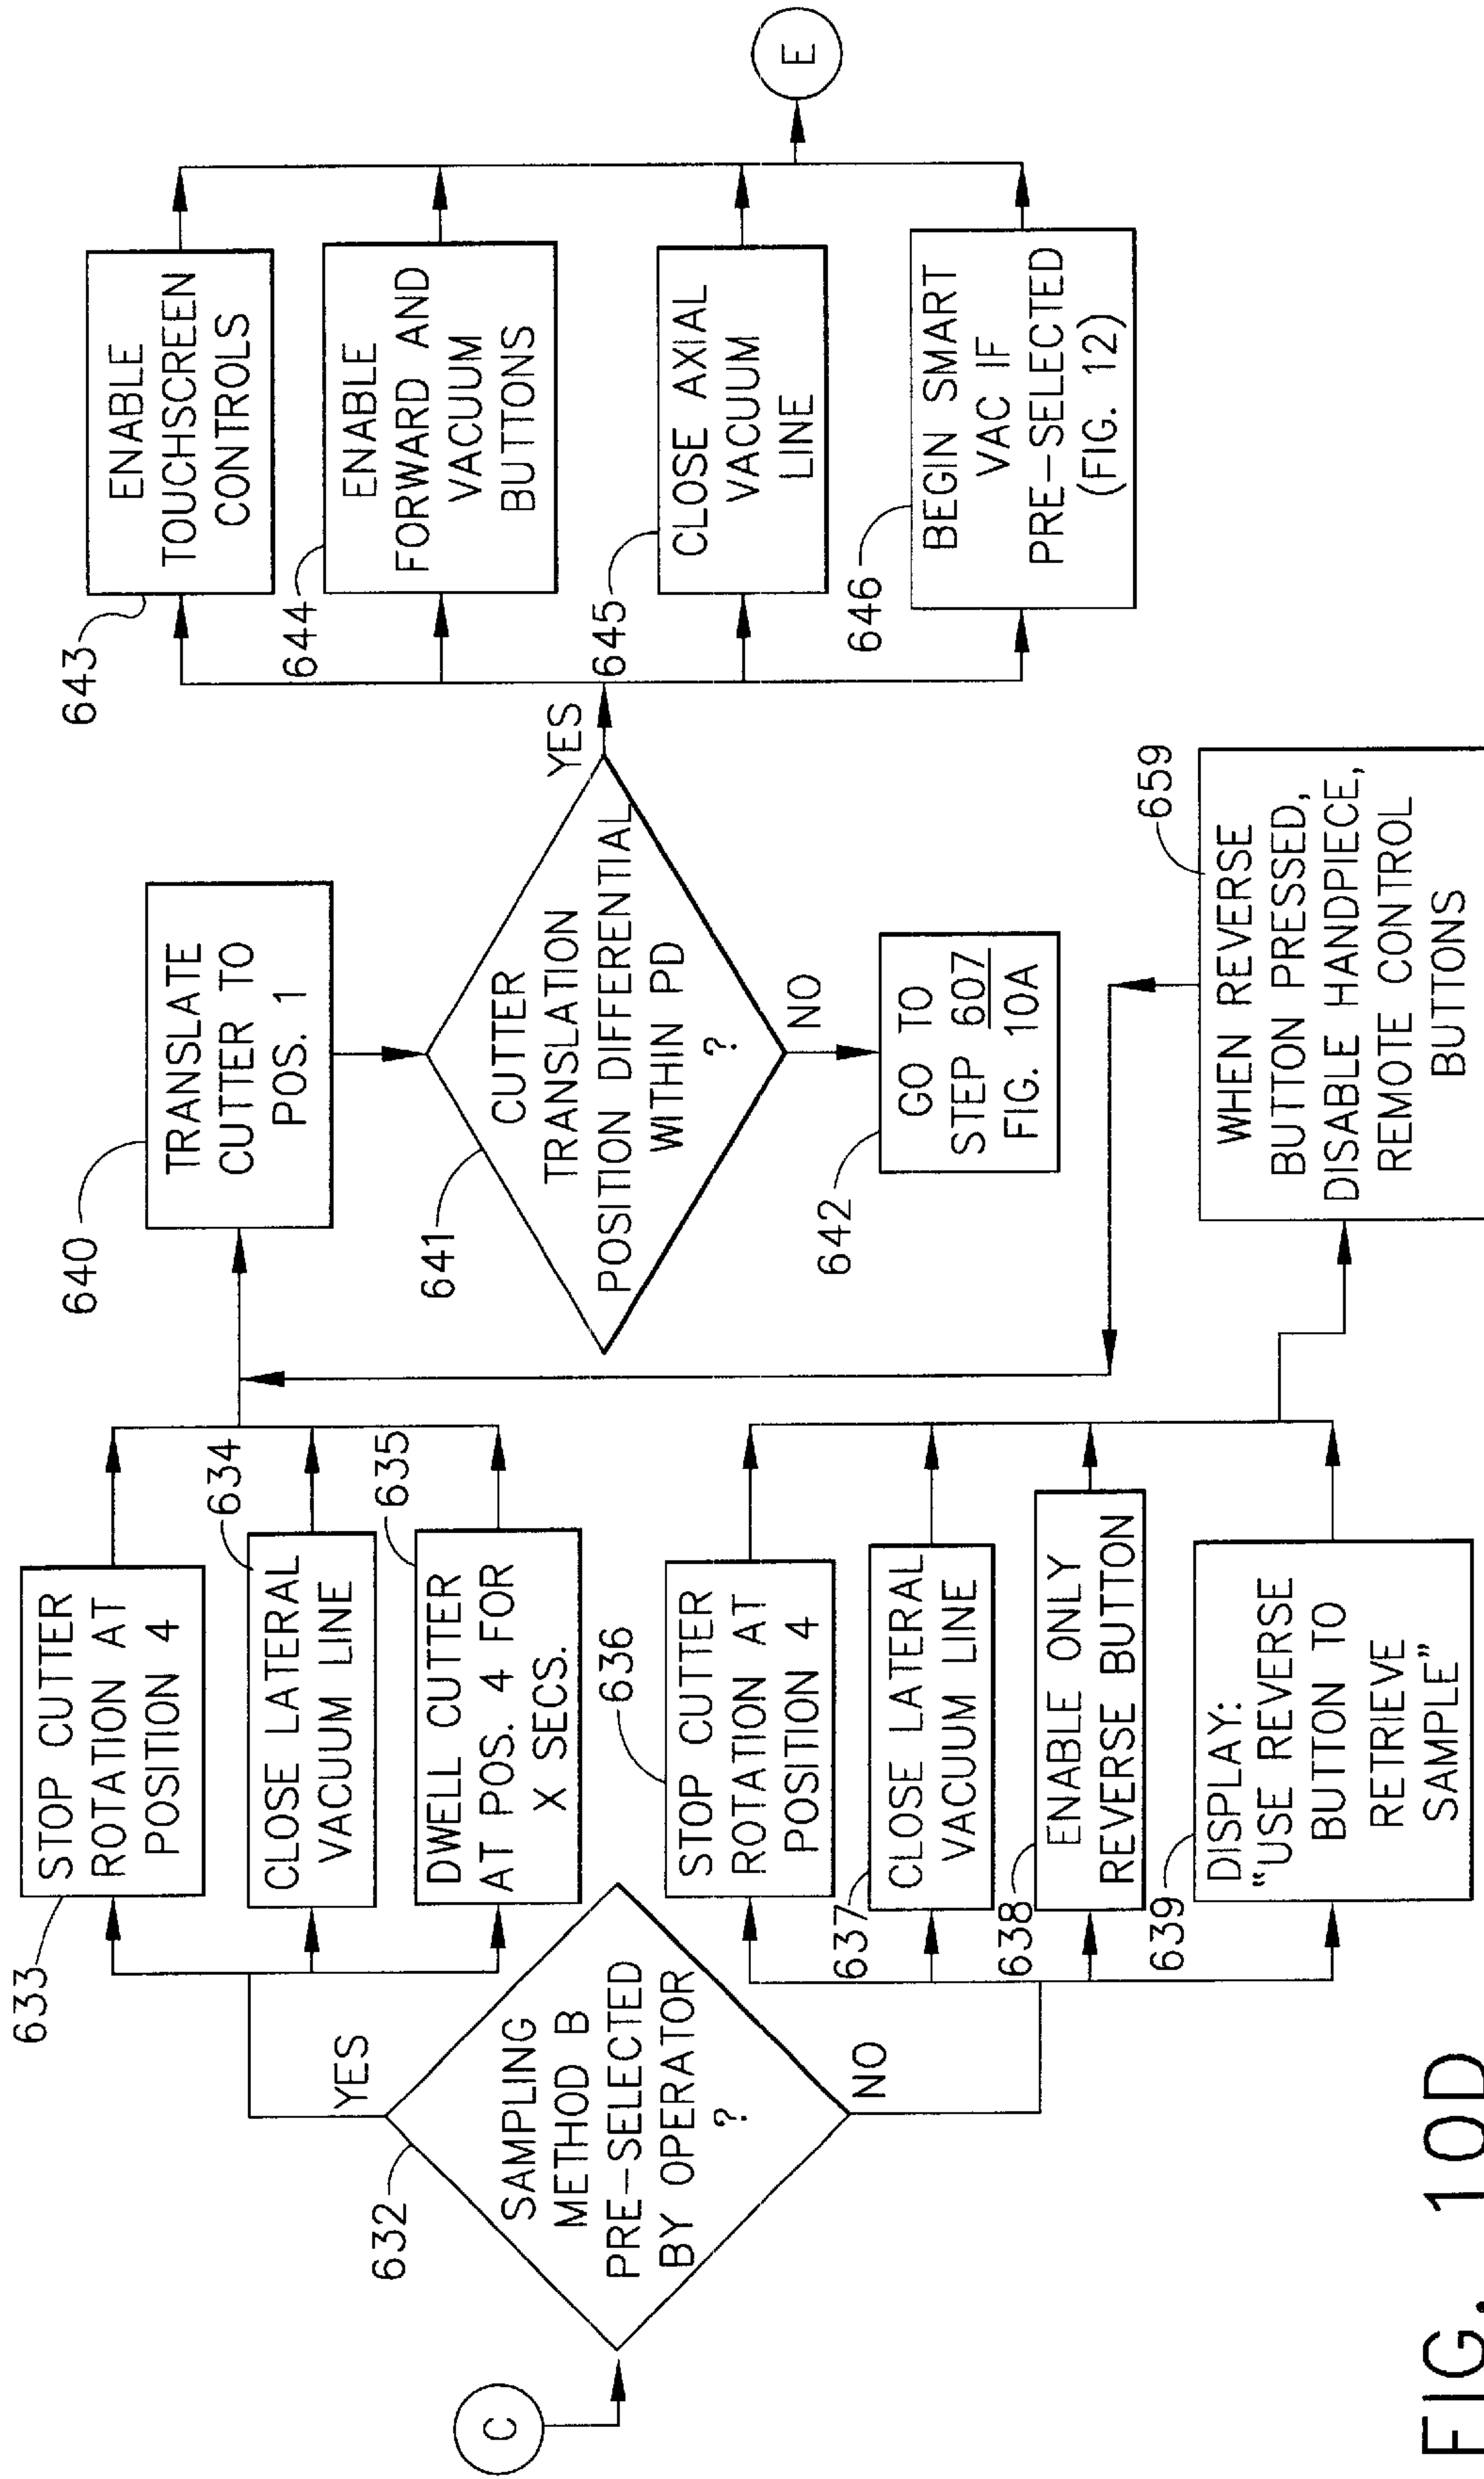 C
632
SAMPLING
METHOD B
PRE-SELECTED
BY OPERATOR
?
YES
NO
633
STOP CUTTER
ROTATION AT
POSITION 4
634
CLOSE LATERAL
VACUUM LINE
635
DWELL CUTTER
AT POS. 4 FOR
X SECS.
636
STOP CUTTER
ROTATION AT
POSITION 4
637
CLOSE LATERAL
VACUUM LINE
638
ENABLE ONLY
REVERSE BUTTON
639
DISPLAY:
"USE REVERSE
BUTTON TO
RETRIEVE
SAMPLE"
640
TRANSLATE
CUTTER TO
POS. 1
641
CUTTER
TRANSLATION
POSITION DIFFERENTIAL
WITHIN PD
?
YES
NO
642
GO TO
STEP 607
FIG. 10A
659
WHEN REVERSE
BUTTON PRESSED,
DISABLE HANDPIECE,
REMOTE CONTROL
BUTTONS
643
ENABLE
TOUCHSCREEN
CONTROLS
644
ENABLE
FORWARD AND
VACUUM
BUTTONS
645
CLOSE AXIAL
VACUUM
LINE
646
BEGIN SMART
VAC IF
PRE-SELECTED
(FIG. 12)
E
FIG. 10D